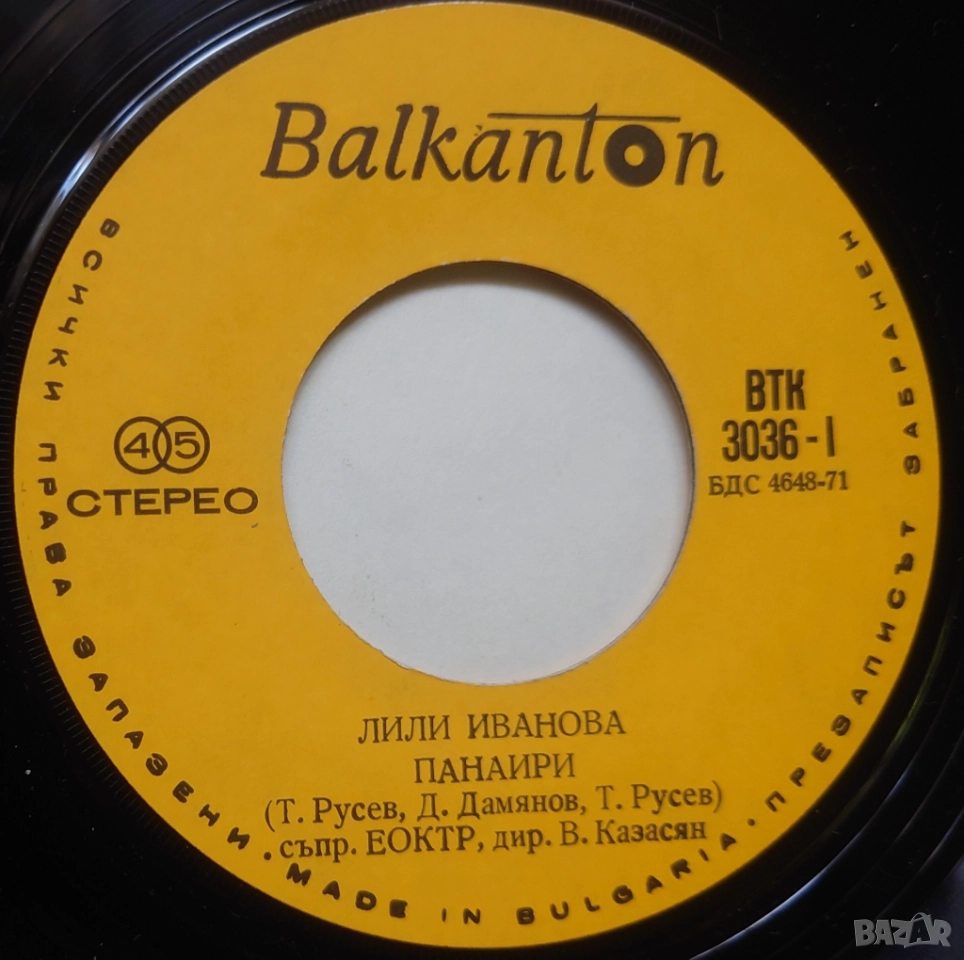 Balkanton
ВСИЧКИ ПРАВА ЗАПАЗЕНИ · MADE IN BULGARIA · ПРЕЗАПИСЪТ ЗАБРАНЕН
45
СТЕРЕО
ВТК
3036-I
БДС 4648-71
ЛИЛИ ИВАНОВА
ПАНАИРИ
(Т. Русев, Д. Дамянов, Т. Русев)
съпр. ЕОКТР, дир. В. Казасян
BAZAR